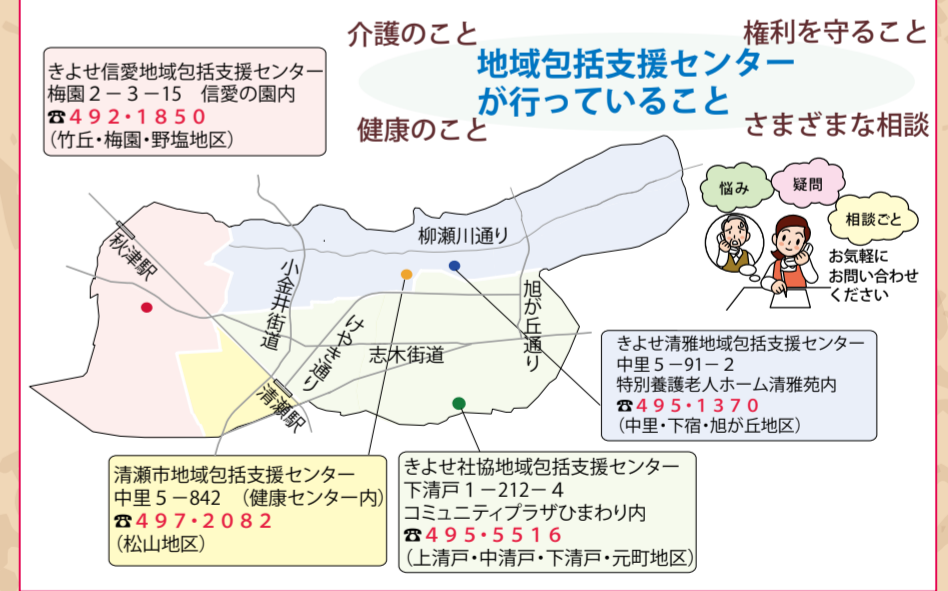 介護のこと
権利を守ること
地域包括支援センター
が行っていること
健康のこと
さまざまな相談
きよせ信愛地域包括支援センター
梅園2-3-15 信愛の園内
☎492・1850
(竹丘・梅園・野塩地区)
悩み
疑問
相談ごと
お気軽に
お問い合わせ
ください
秋津駅
小金井街道
柳瀬川通り
けやき通り
志木街道
旭が丘通り
清瀬駅
きよせ清雅地域包括支援センター
中里5-91-2
特別養護老人ホーム清雅苑内
☎495・1370
(中里・下宿・旭が丘地区)
清瀬市地域包括支援センター
中里5-842 (健康センター内)
☎497・2082
(松山地区)
きよせ社協地域包括支援センター
下清戸1-212-4
コミュニティプラザひまわり内
☎495・5516
(上清戸・中清戸・下清戸・元町地区)